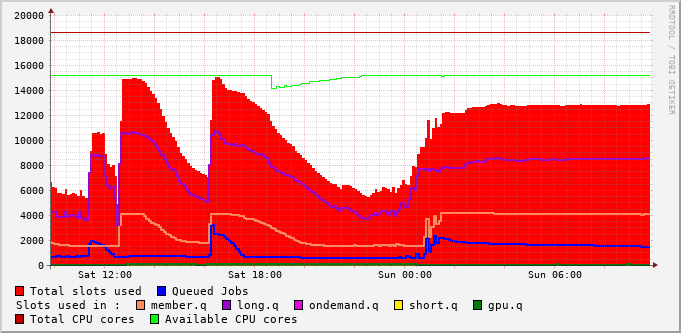 20000
18000
16000
14000
12000
10000
8000
6000
4000
2000
0
Sat 12:00 Sat 18:00 Sun 00:00 Sun 06:00
RRDTOOL / TOBI OETIKER
Total slots used Queued Jobs
Slots used in : member.q long.q ondemand.q short.q gpu.q
Total CPU cores Available CPU cores